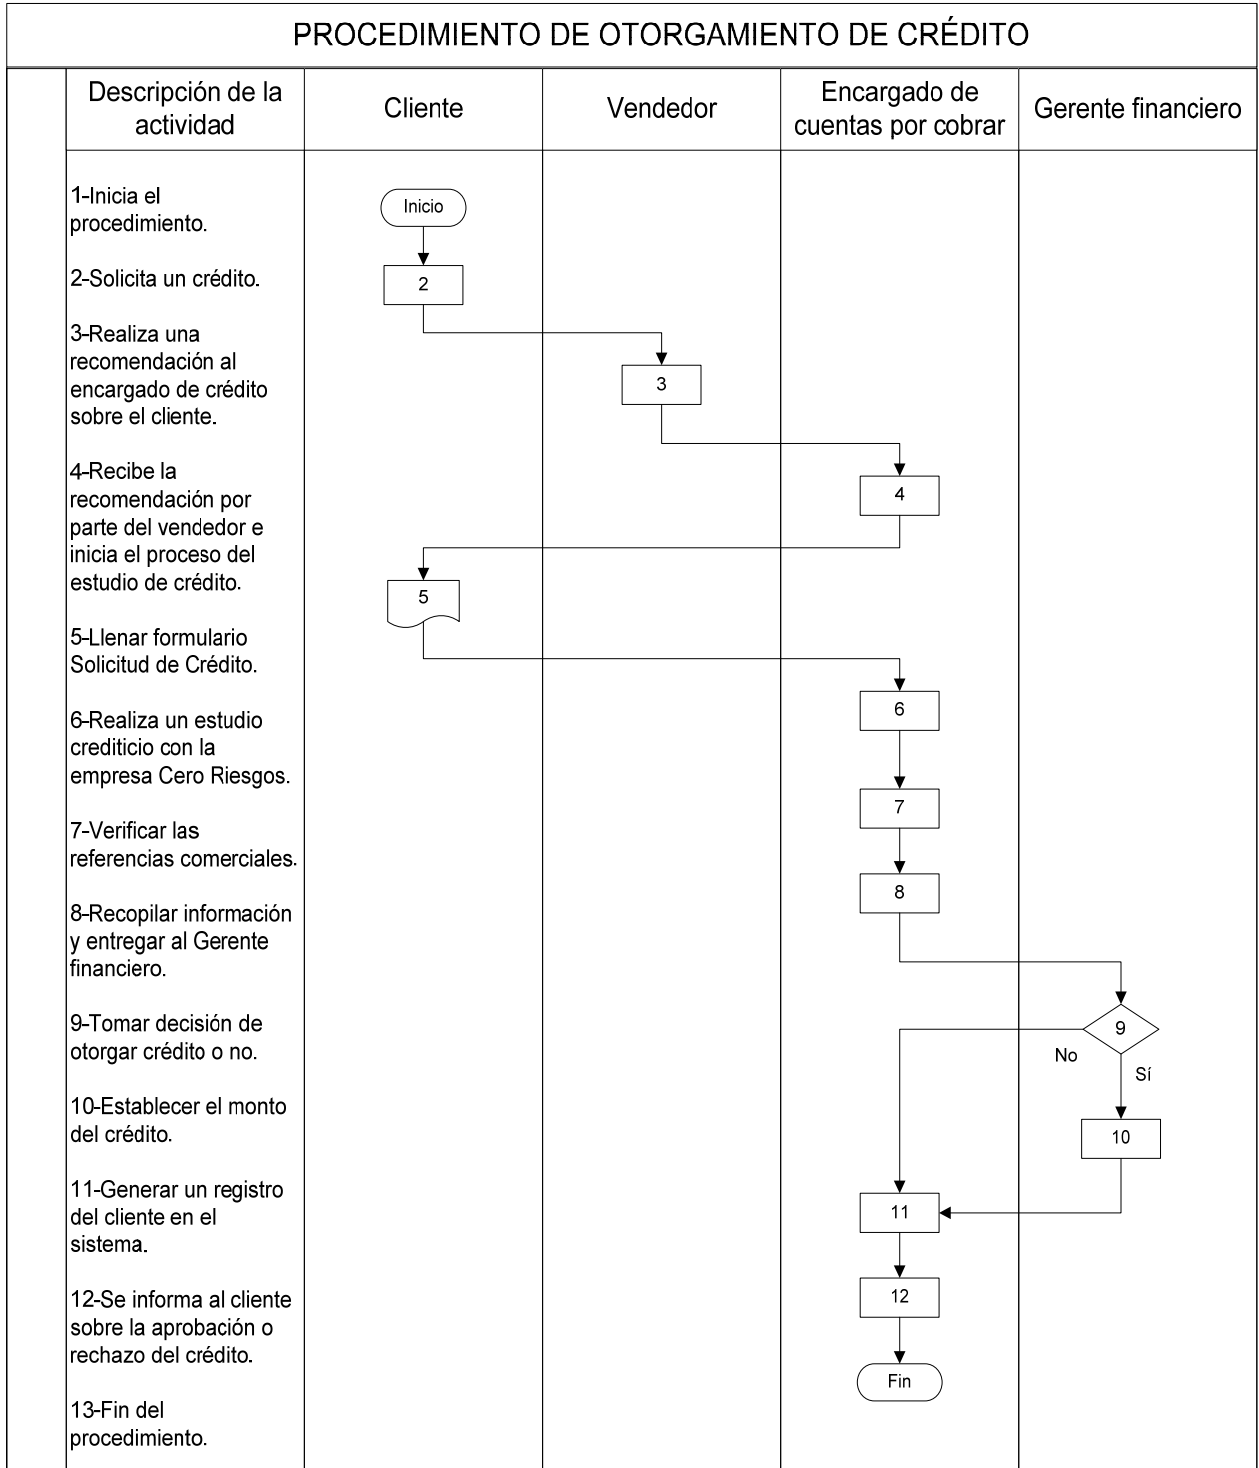 PROCEDIMIENTO DE OTORGAMIENTO DE CRÉDITO
Descripción de la
actividad
Cliente
Vendedor
Encargado de
cuentas por cobrar
Gerente financiero
1-Inicia el
procedimiento.
2-Solicita un crédito.
3-Realiza una
recomendación al
encargado de crédito
sobre el cliente.
4-Recibe la
recomendación por
parte del vendedor e
inicia el proceso del
estudio de crédito.
5-Llenar formulario
Solicitud de Crédito.
6-Realiza un estudio
crediticio con la
empresa Cero Riesgos.
7-Verificar las
referencias comerciales.
8-Recopilar información
y entregar al Gerente
financiero.
9-Tomar decisión de
otorgar crédito o no.
10-Establecer el monto
del crédito.
11-Generar un registro
del cliente en el
sistema.
12-Se informa al cliente
sobre la aprobación o
rechazo del crédito.
13-Fin del
procedimiento.
Inicio
2
3
4
5
6
7
8
9
No
Sí
10
11
12
Fin